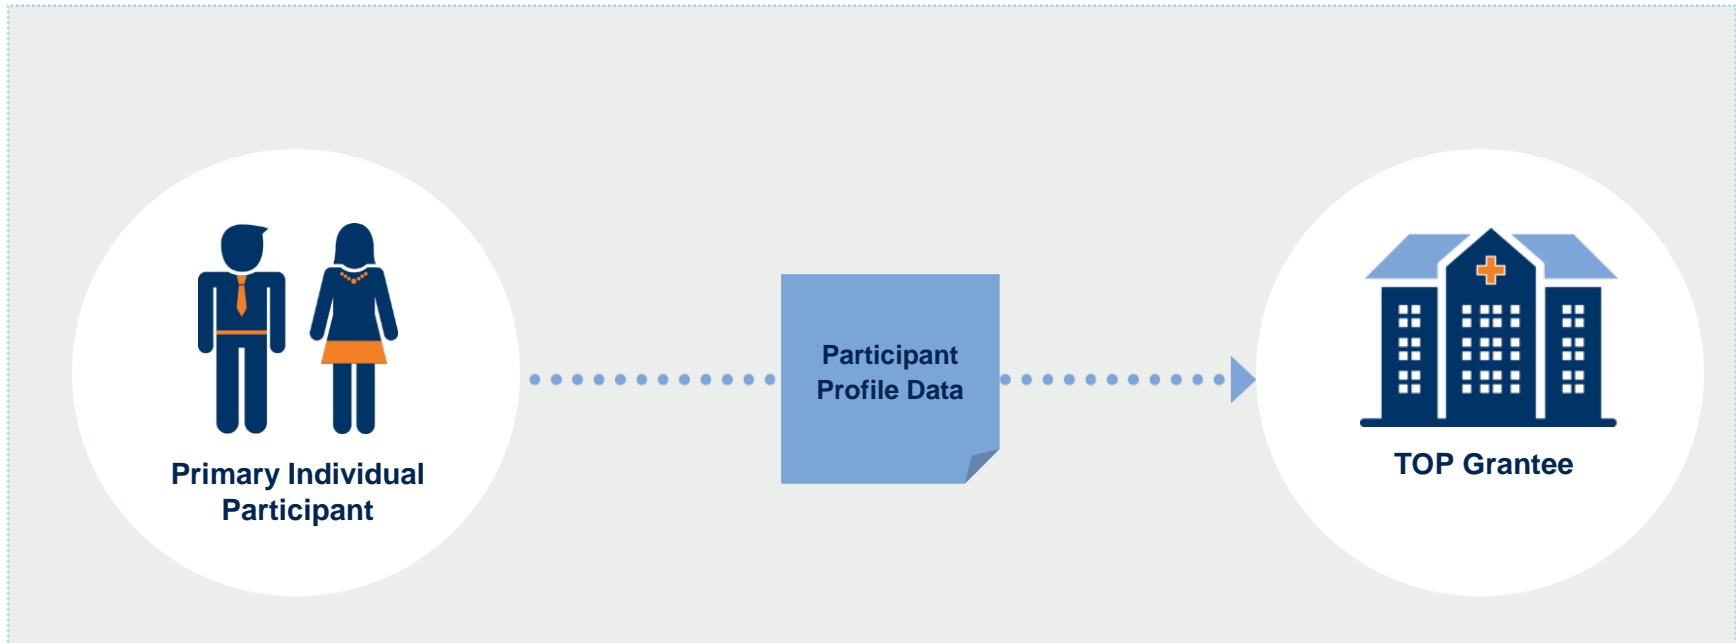 Primary Individual
Participant
Participant
Profile Data
TOP Grantee